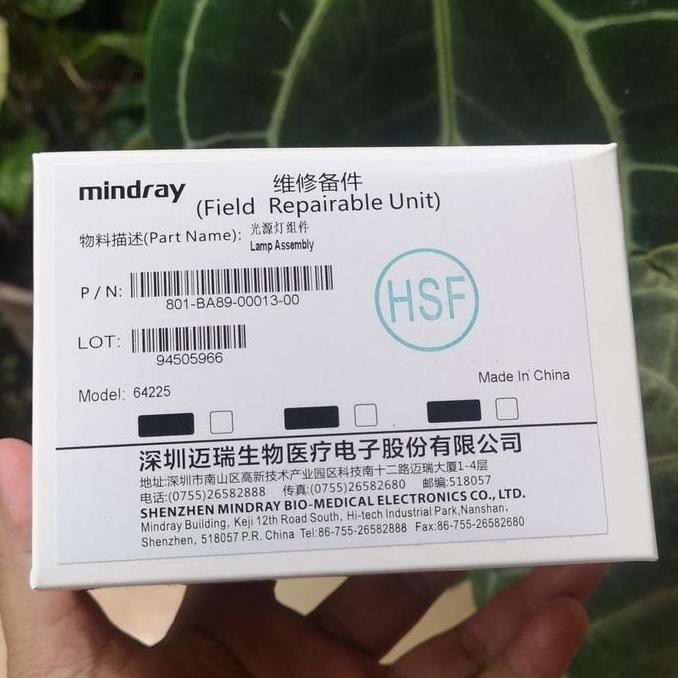 mindray
维修备件
(Field Repairable Unit)
物料描述(Part Name): 光源灯组件
Lamp Assembly
P/N:
801-BA89-00013-00
HSF
LOT:
94505966
Model: 64225
Made In China
深圳迈瑞生物医疗电子股份有限公司
地址:深圳市南山区高新技术产业园区科技南十二路迈瑞大厦1-4层
电话:(0755)26582888 传真:(0755)26582680 邮编:518057
SHENZHEN MINDRAY BIO-MEDICAL ELECTRONICS CO., LTD.
Mindray Building, Keji 12th Road South, Hi-tech Industrial Park,Nanshan,
Shenzhen, 518057 P.R. China Tel:86-755-26582888 Fax:86-755-26582680